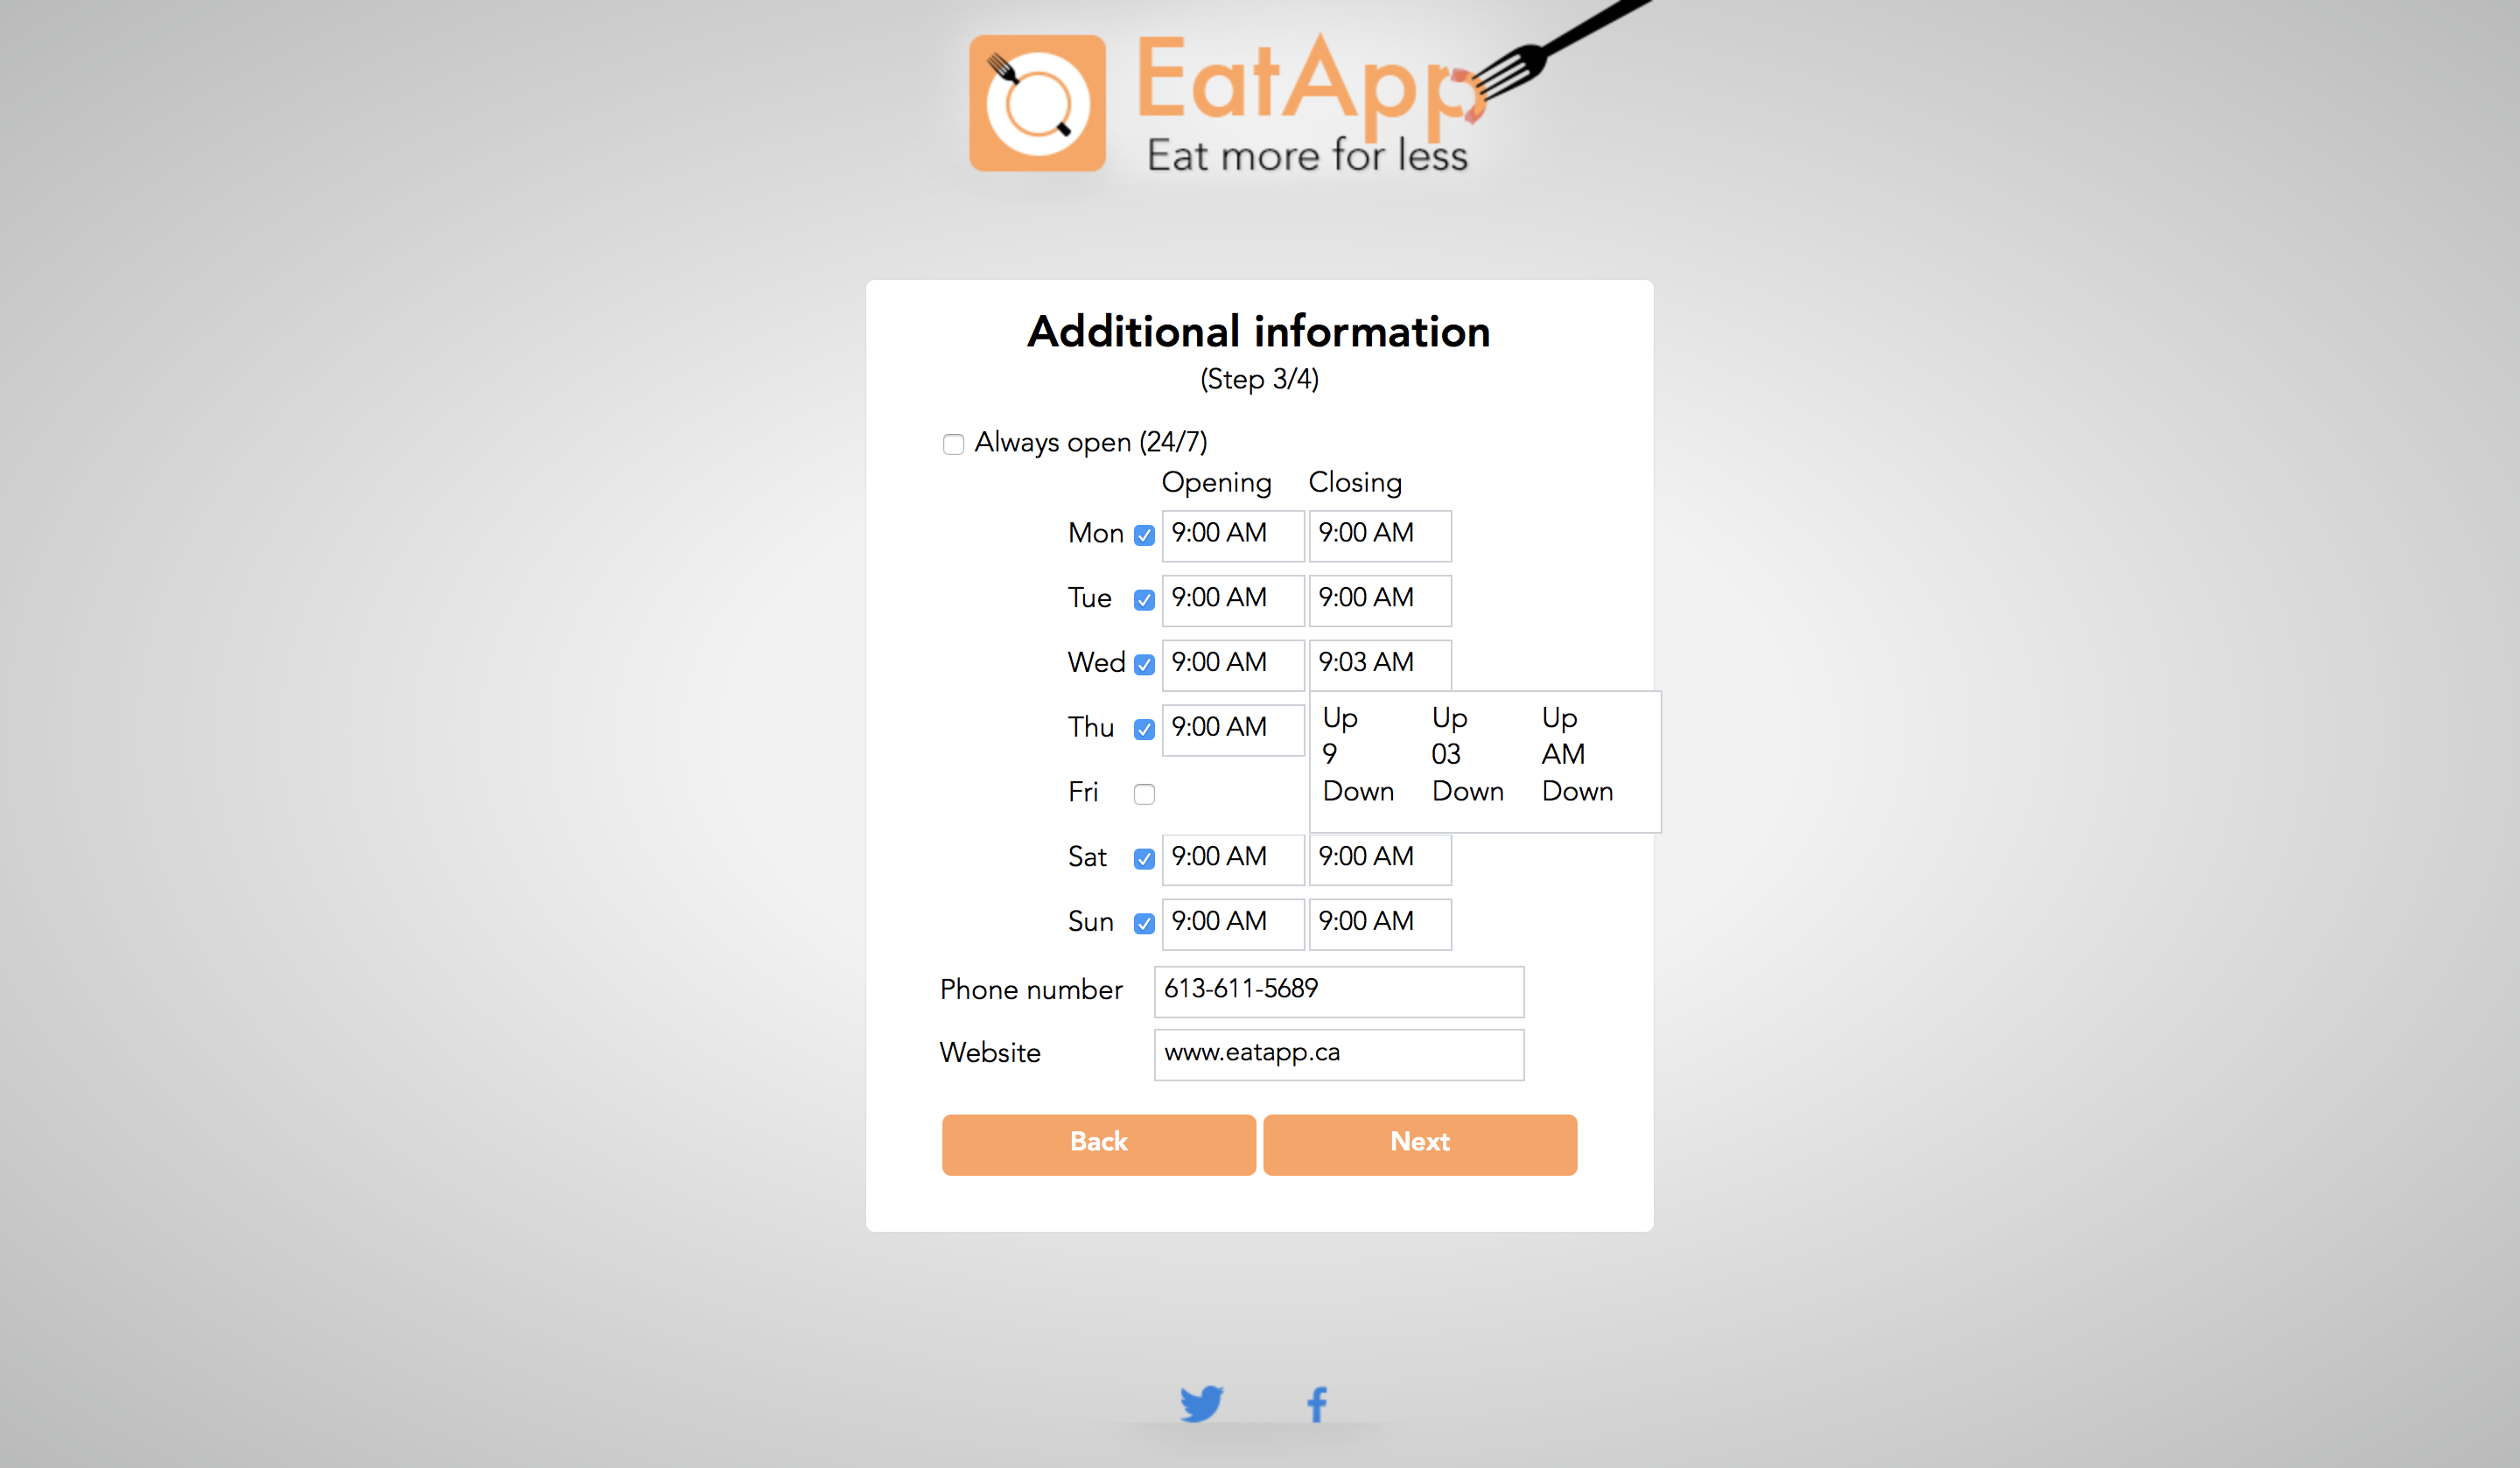 EatApp
Eat more for less
Additional information
(Step 3/4)
Always open (24/7)
Opening Closing
Mon 9:00 AM 9:00 AM
Tue 9:00 AM 9:00 AM
Wed 9:00 AM 9:03 AM
Thu 9:00 AM
Up Up Up
9 03 AM
Down Down Down
Fri
Sat 9:00 AM 9:00 AM
Sun 9:00 AM 9:00 AM
Phone number 613-611-5689
Website www.eatapp.ca
Back Next